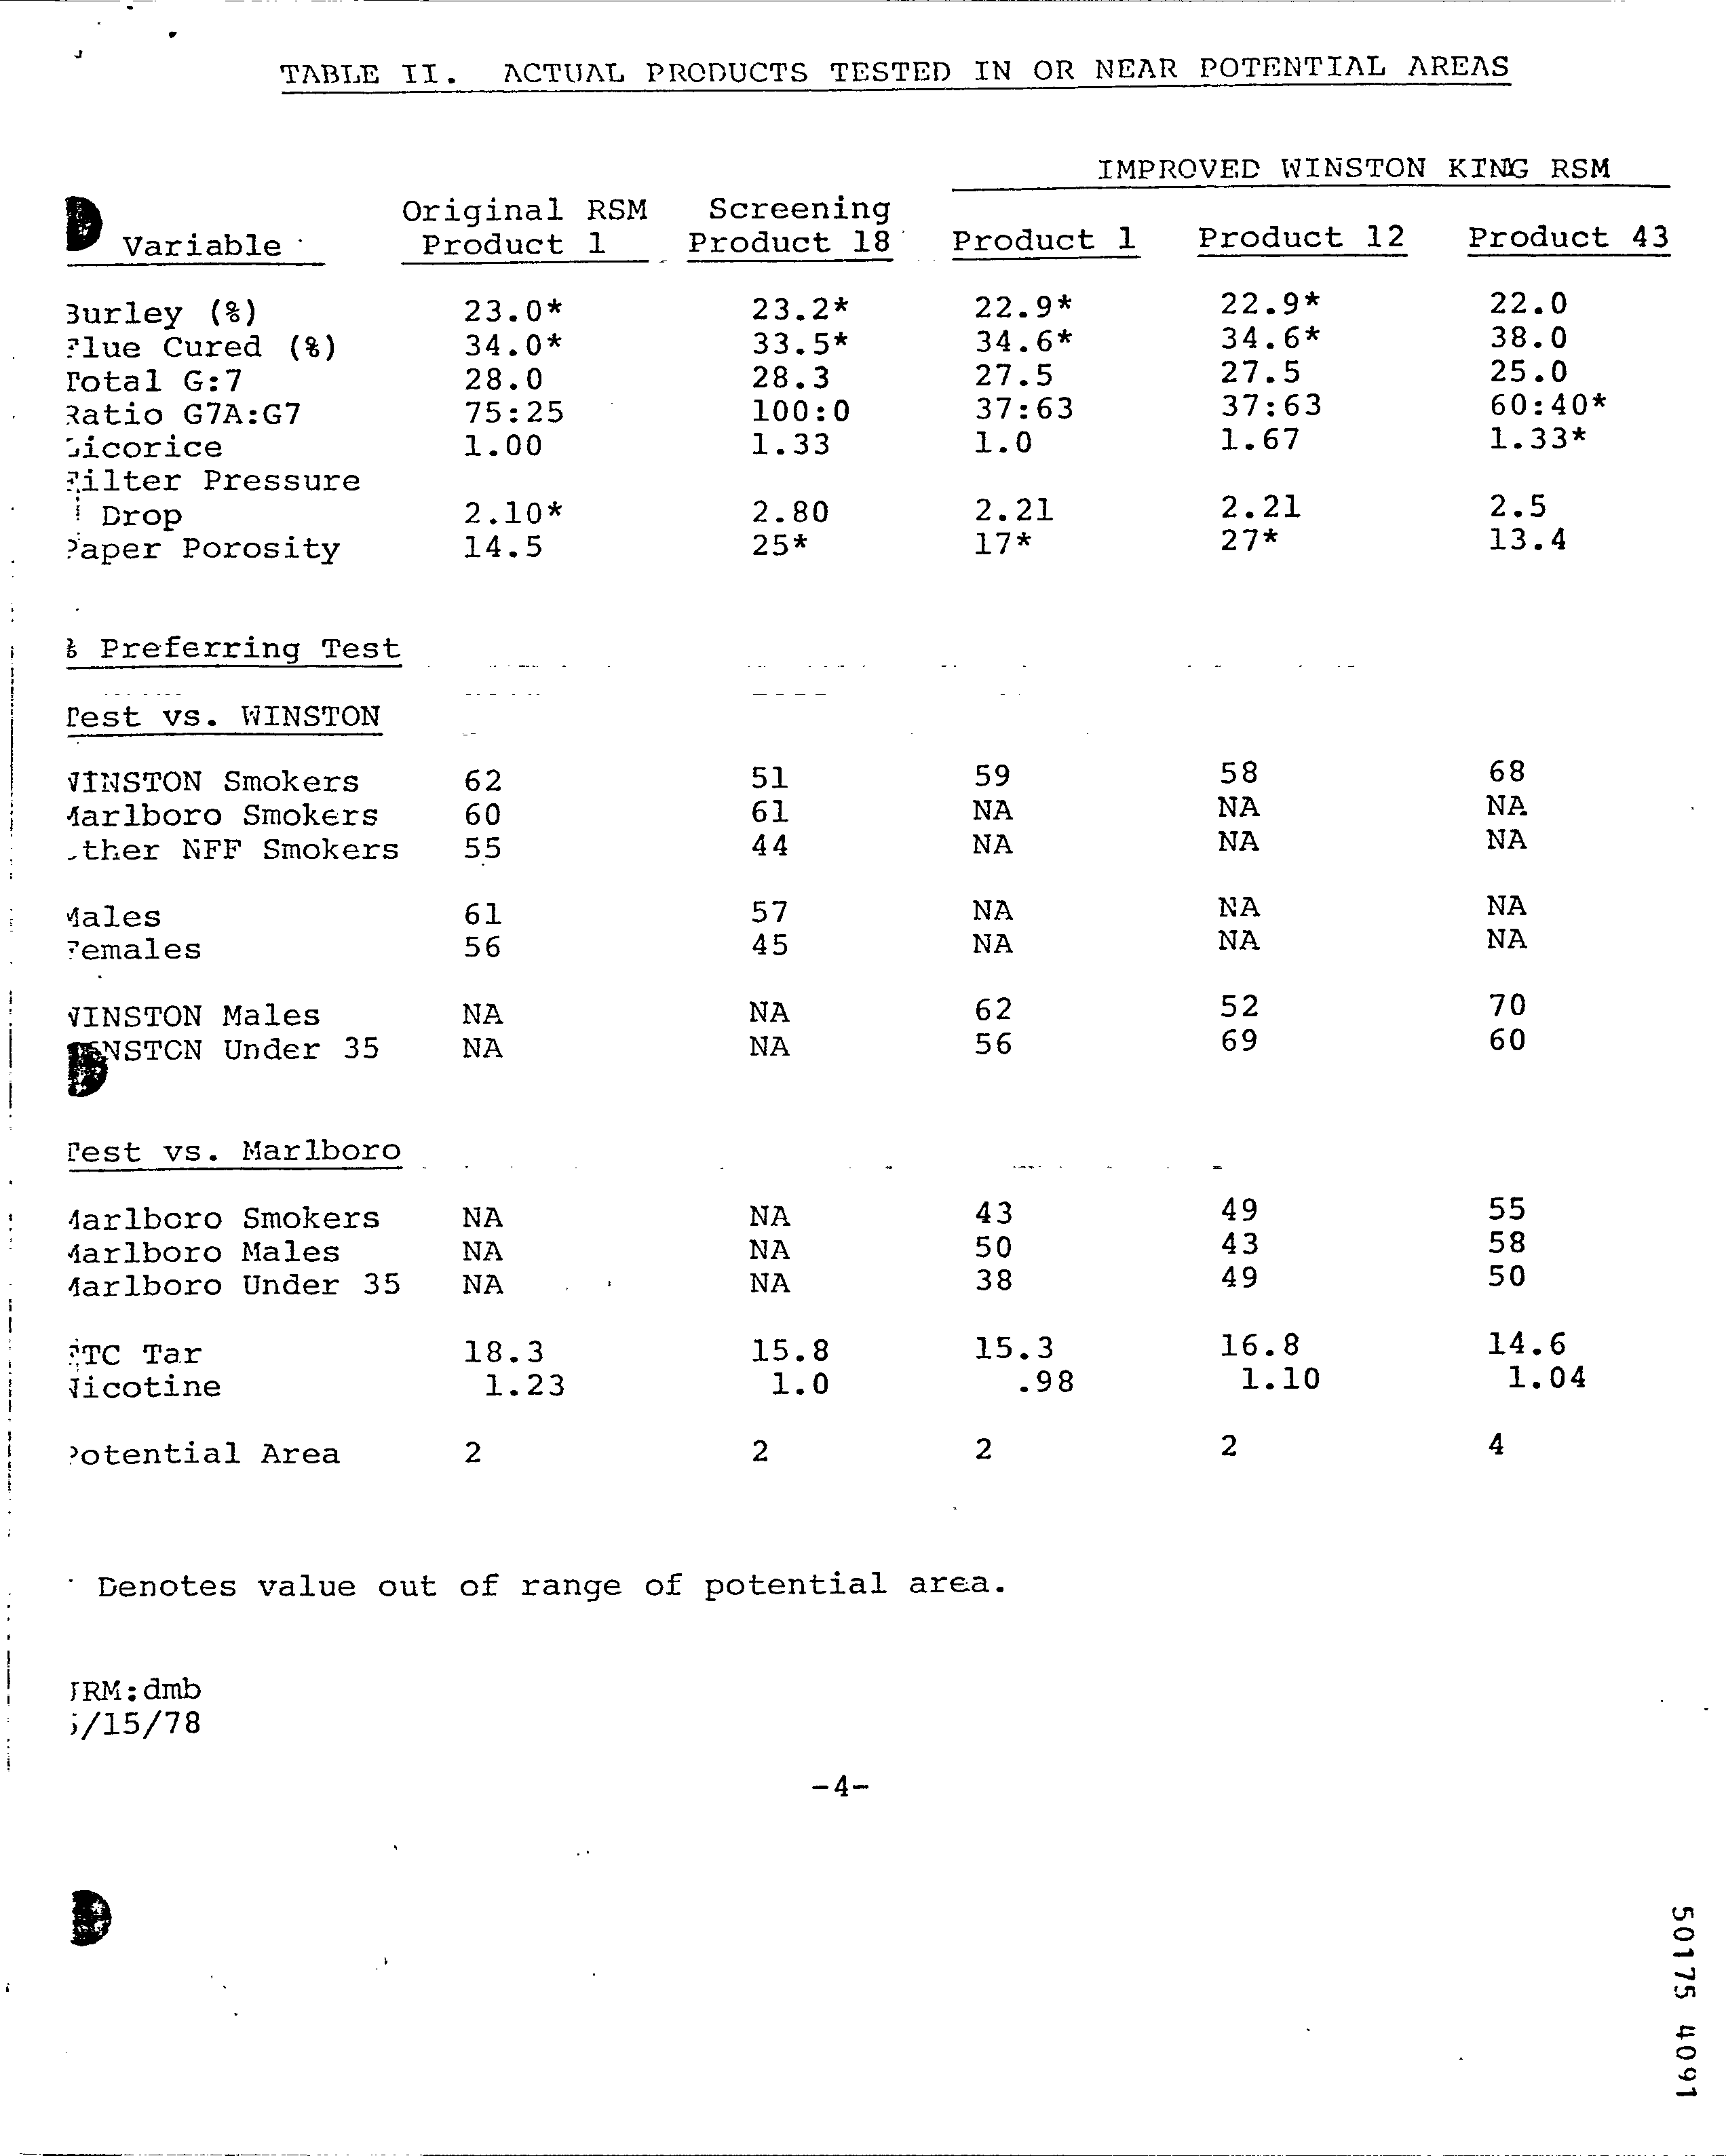 TABLE II. ACTUAL PRODUCTS TESTED IN OR NEAR POTENTIAL AREAS
IMPROVED WINSTON KING RSM
Original RSM Screening
Variable Product 1 Product 18 Product 1 Product 12 Product 43
Burley (%) 23.0* 23.2* 22.9* 22.9* 22.0
Flue Cured (%) 34.0* 33.5* 34.6* 34.6* 38.0
Total G:7 28.0 28.3 27.5 27.5 25.0
Ratio G7A:G7 75:25 100:0 37:63 37:63 60:40*
Licorice 1.00 1.33 1.0 1.67 1.33*
Filter Pressure
Drop 2.10* 2.80 2.21 2.21 2.5
Paper Porosity 14.5 25* 17* 27* 13.4
% Preferring Test
Test vs. WINSTON
WINSTON Smokers 62 51 59 58 68
Marlboro Smokers 60 61 NA NA NA
Other NFF Smokers 55 44 NA NA NA
Males 61 57 NA NA NA
Females 56 45 NA NA NA
WINSTON Males NA NA 62 52 70
WINSTON Under 35 NA NA 56 69 60
Test vs. Marlboro
Marlboro Smokers NA NA 43 49 55
Marlboro Males NA NA 50 43 58
Marlboro Under 35 NA NA 38 49 50
FTC Tar 18.3 15.8 15.3 16.8 14.6
Nicotine 1.23 1.0 .98 1.10 1.04
Potential Area 2 2 2 2 4
Denotes value out of range of potential area.
JRM:dmb
/15/78
-4-
50175 4091